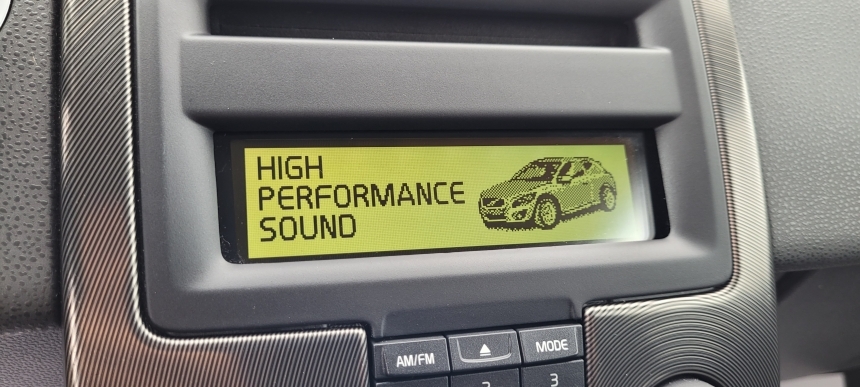 HIGH
PERFORMANCE
SOUND
AM/FM
MODE
3